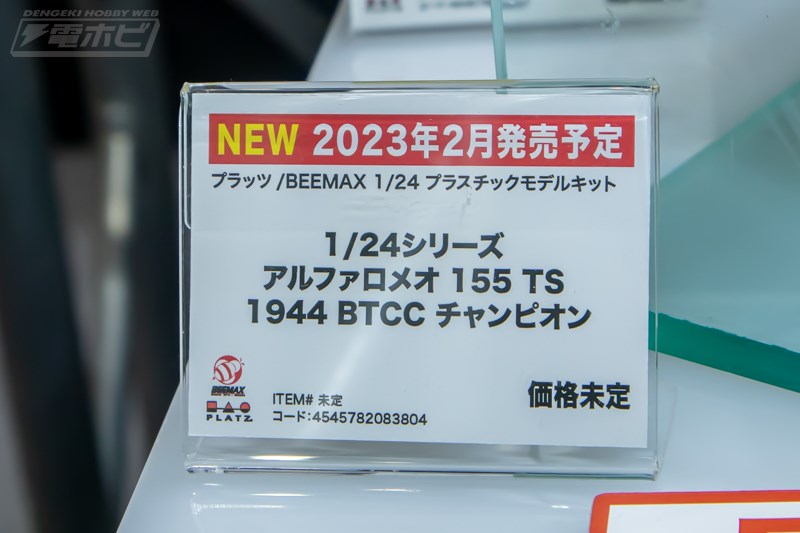 DENGEKI HOBBY WEB
電ホビ
NEW 2023年2月発売予定
プラッツ/BEEMAX 1/24 プラスチックモデルキット
1/24シリーズ
アルファロメオ 155 TS
1944 BTCC チャンピオン
BEEMAX
PLATZ
ITEM# 未定
コード:4545782083804
価格未定